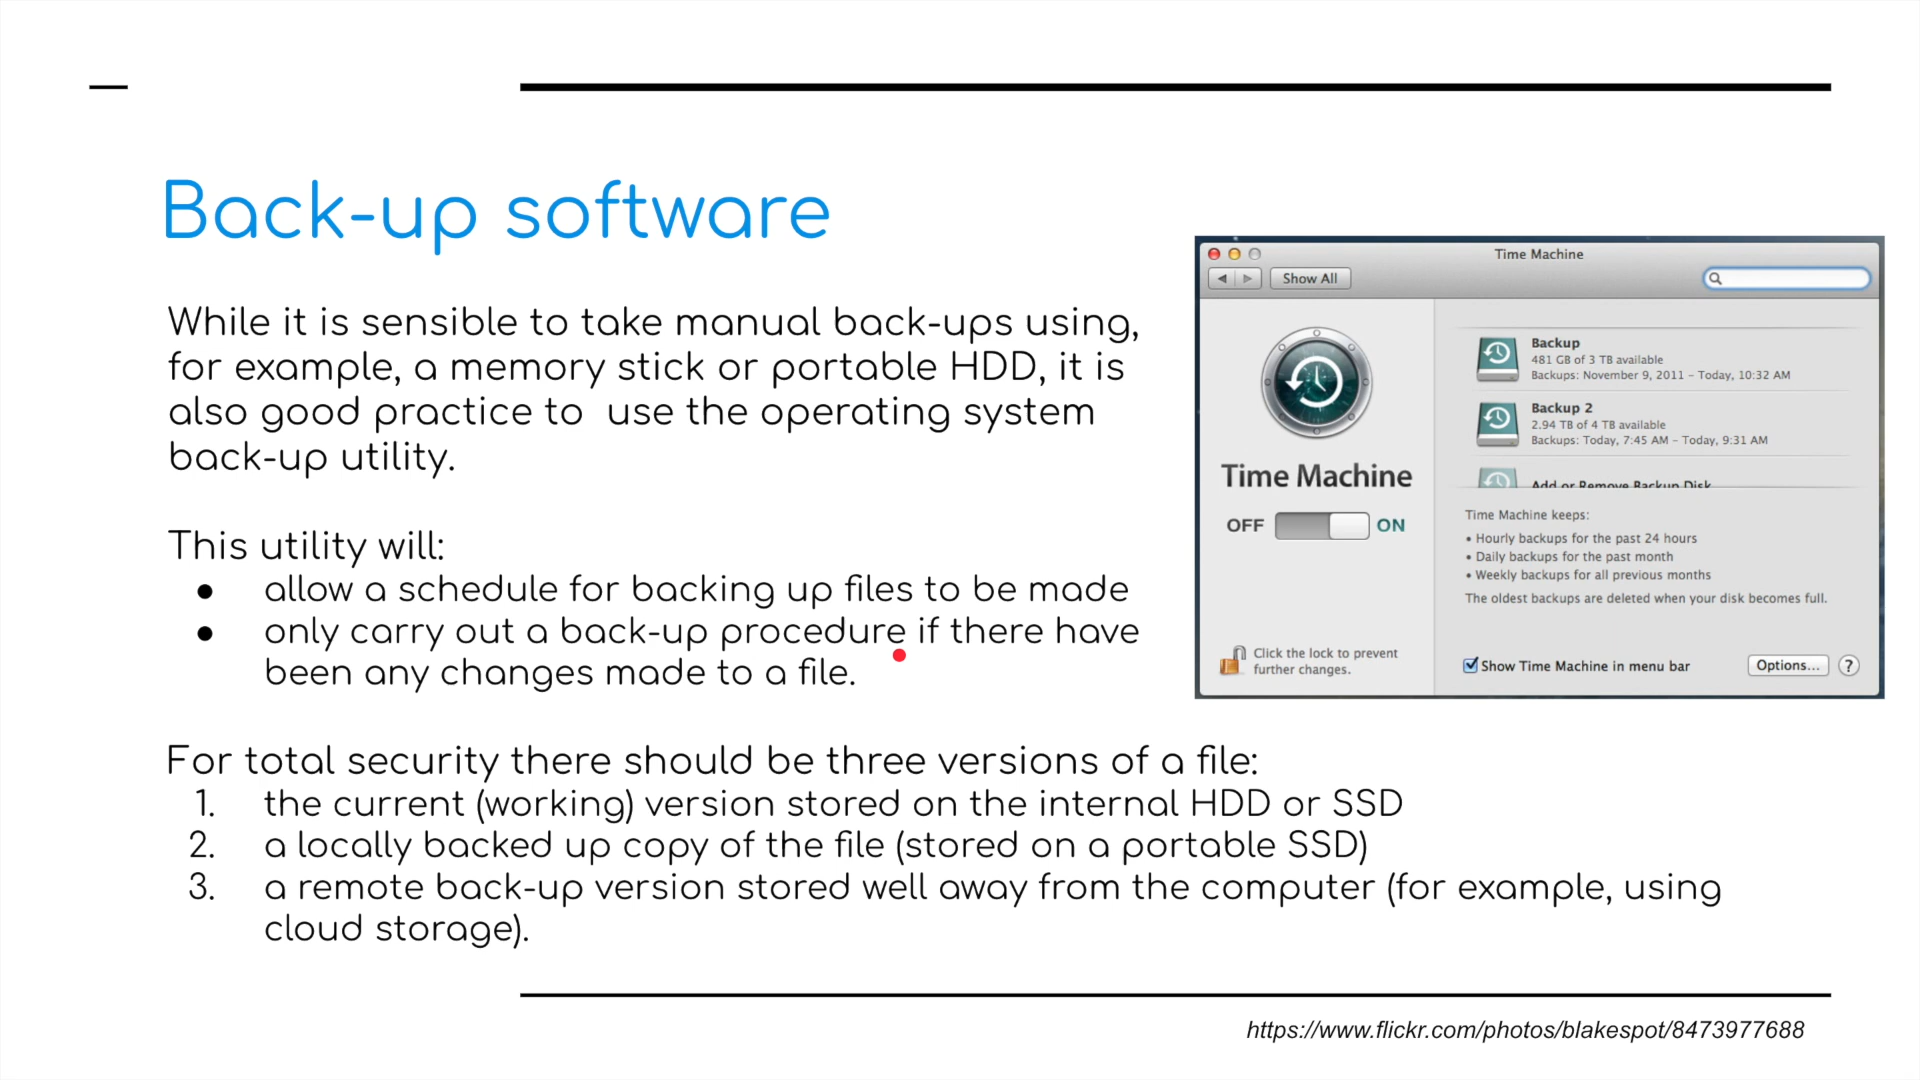 Back-up software
While it is sensible to take manual back-ups using,
for example, a memory stick or portable HDD, it is
also good practice to  use the operating system
back-up utility.
This utility will:
● allow a schedule for backing up files to be made
● only carry out a back-up procedure if there have
been any changes made to a file.
For total security there should be three versions of a file:
1. the current (working) version stored on the internal HDD or SSD
2. a locally backed up copy of the file (stored on a portable SSD)
3. a remote back-up version stored well away from the computer (for example, using
cloud storage).
Time Machine
Show All
Time Machine
OFF ON
Click the lock to prevent
further changes.
Backup
481 GB of 3 TB available
Backups: November 9, 2011 – Today, 10:32 AM
Backup 2
2.94 TB of 4 TB available
Backups: Today, 7:45 AM – Today, 9:31 AM
Add or Remove Backup Disk
Time Machine keeps:
• Hourly backups for the past 24 hours
• Daily backups for the past month
• Weekly backups for all previous months
The oldest backups are deleted when your disk becomes full.
Show Time Machine in menu bar
Options... ?
https://www.flickr.com/photos/blakespot/8473977688